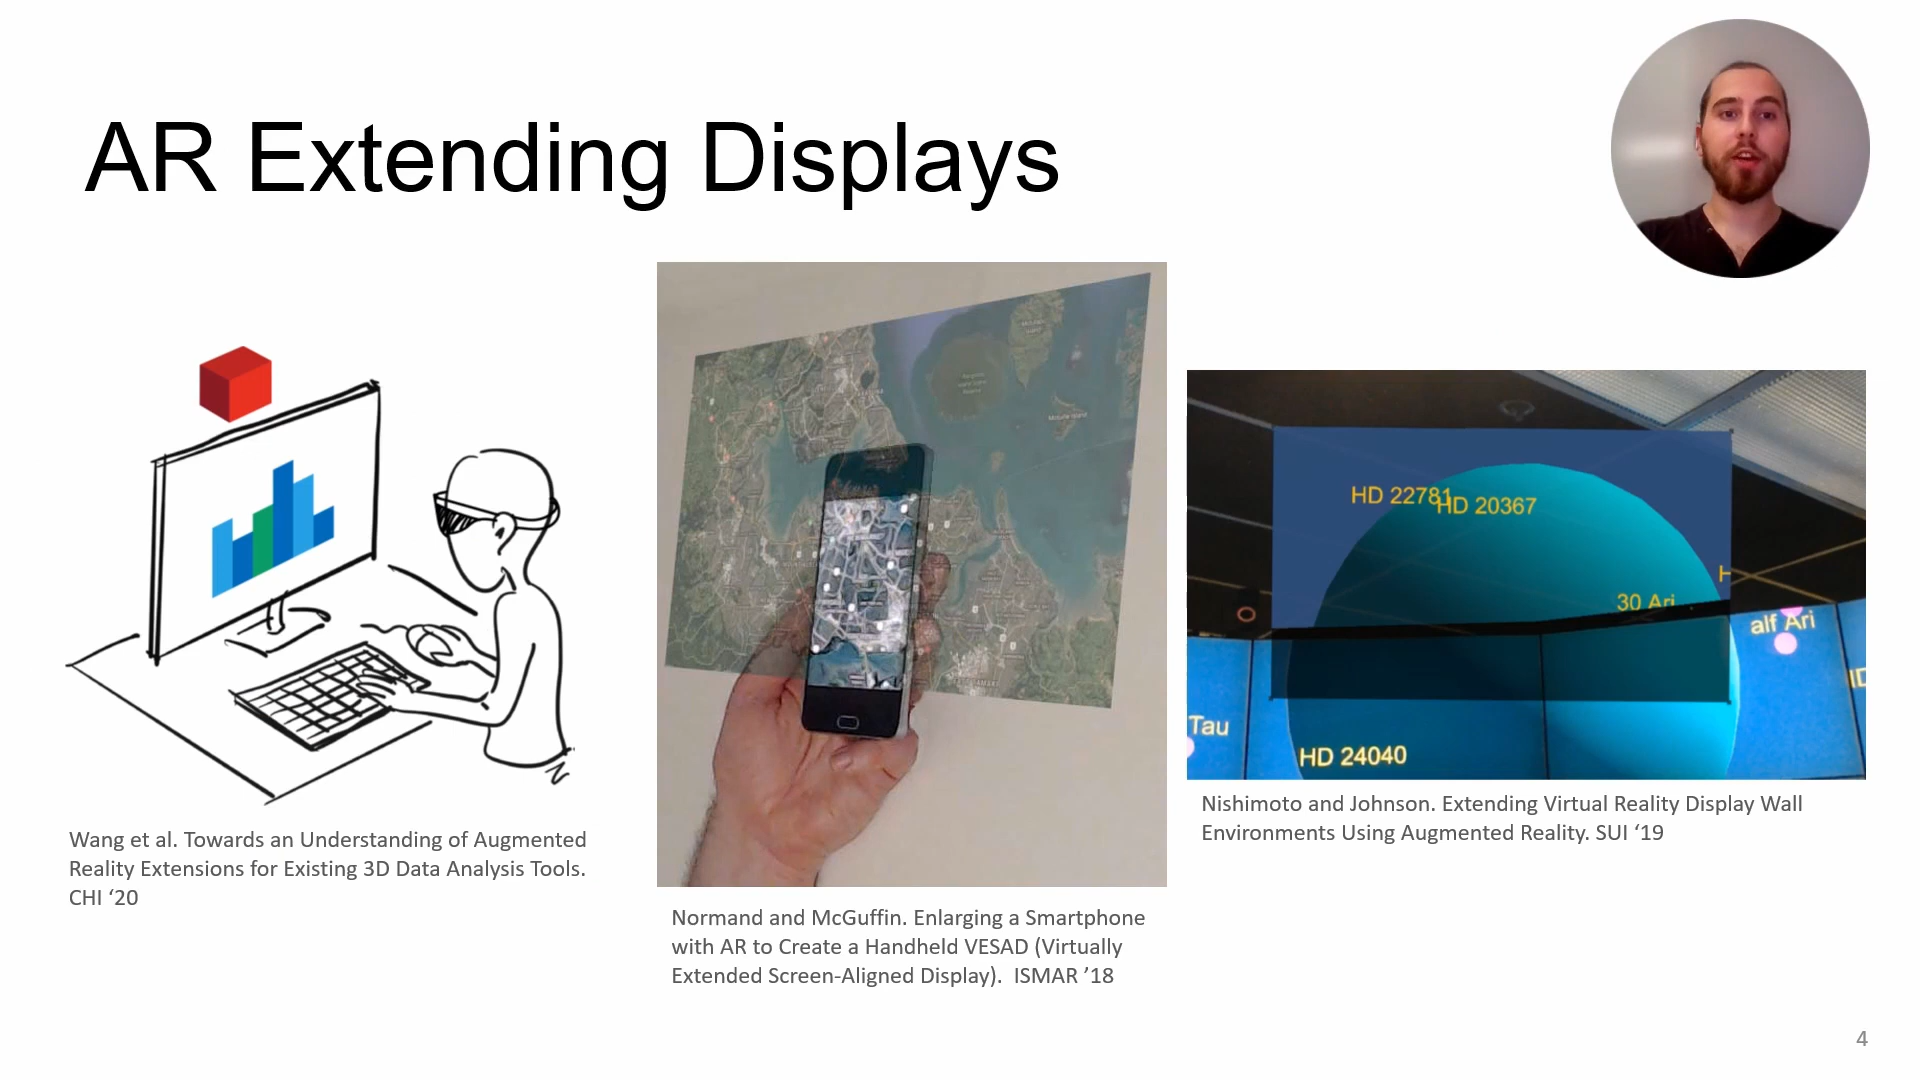 AR Extending Displays
HD 22781
HD 20367
30 Ari
alf Ari
Tau
HD 24040
Wang et al. Towards an Understanding of Augmented
Reality Extensions for Existing 3D Data Analysis Tools.
CHI ‘20
Normand and McGuffin. Enlarging a Smartphone
with AR to Create a Handheld VESAD (Virtually
Extended Screen-Aligned Display).  ISMAR ’18
Nishimoto and Johnson. Extending Virtual Reality Display Wall
Environments Using Augmented Reality. SUI ‘19
4